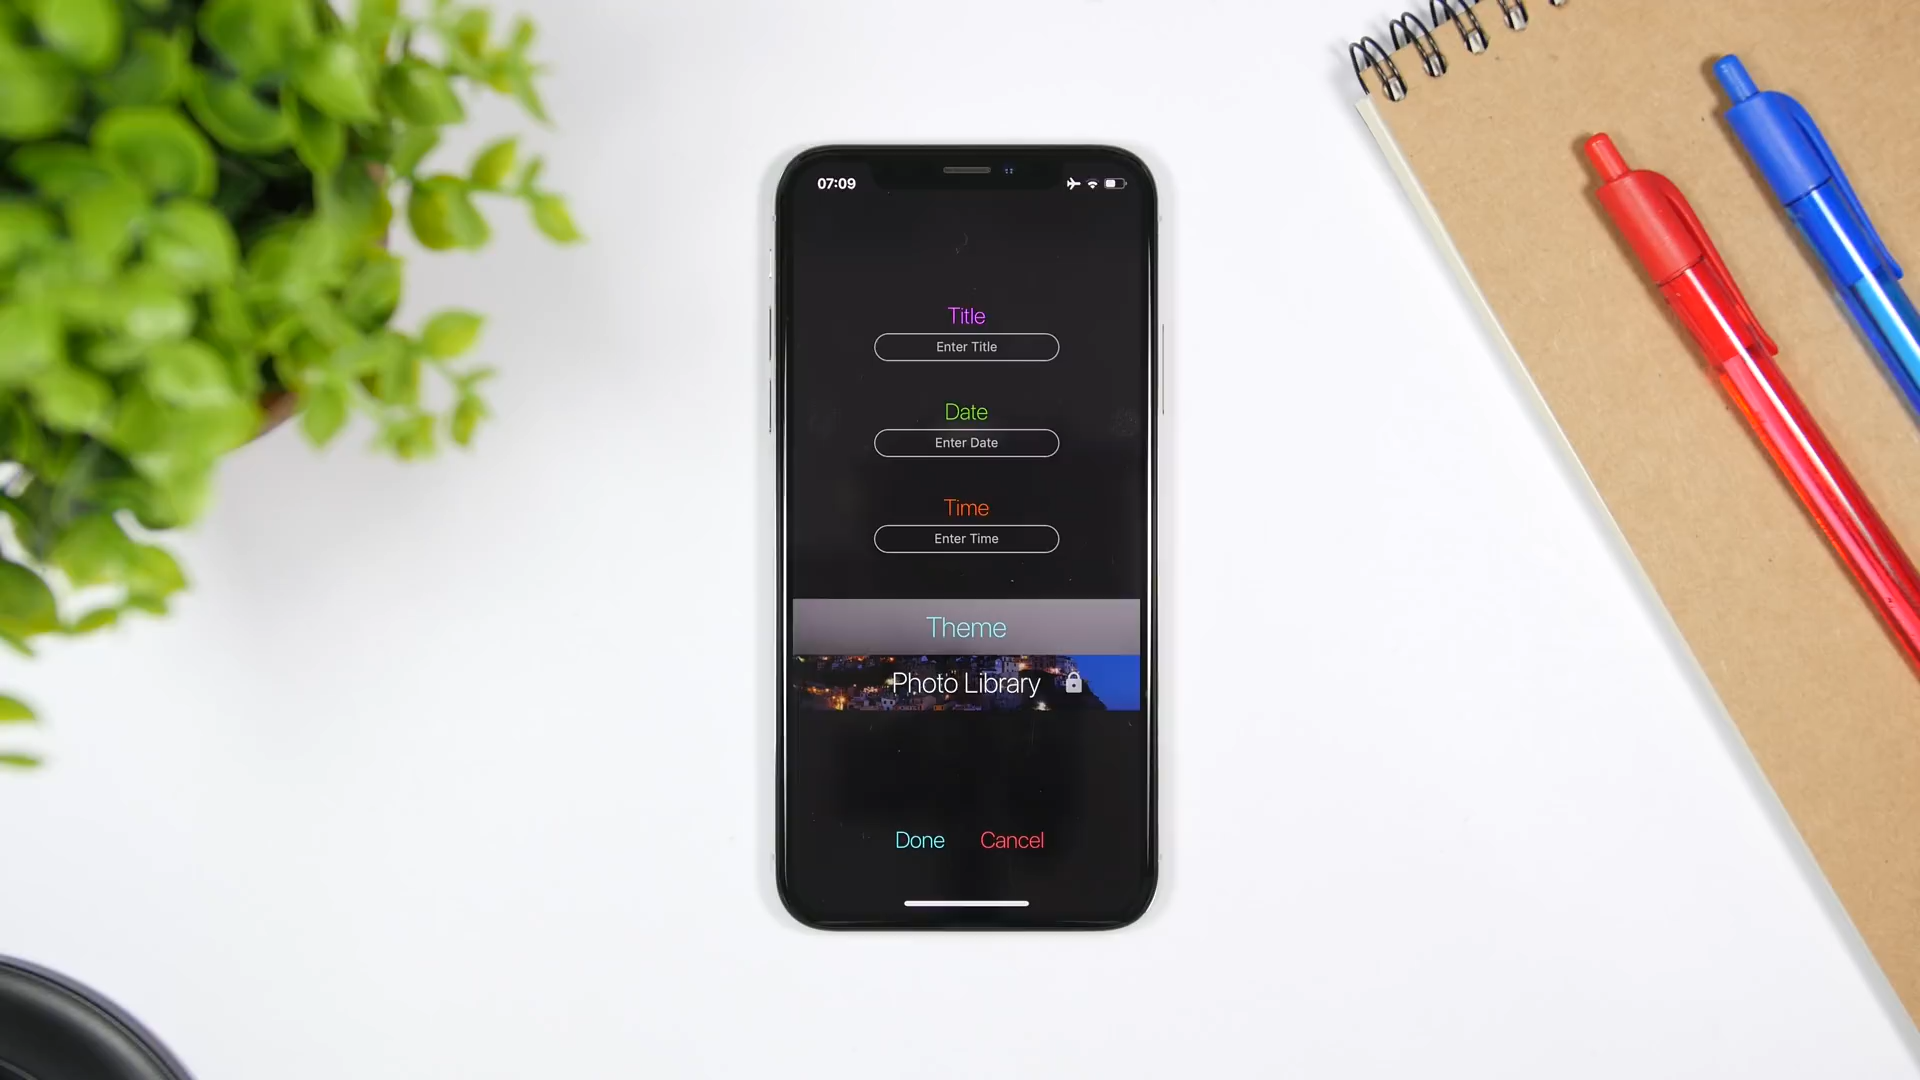 07:09
Title
Enter Title
Date
Enter Date
Time
Enter Time
Theme
Photo Library
Done Cancel